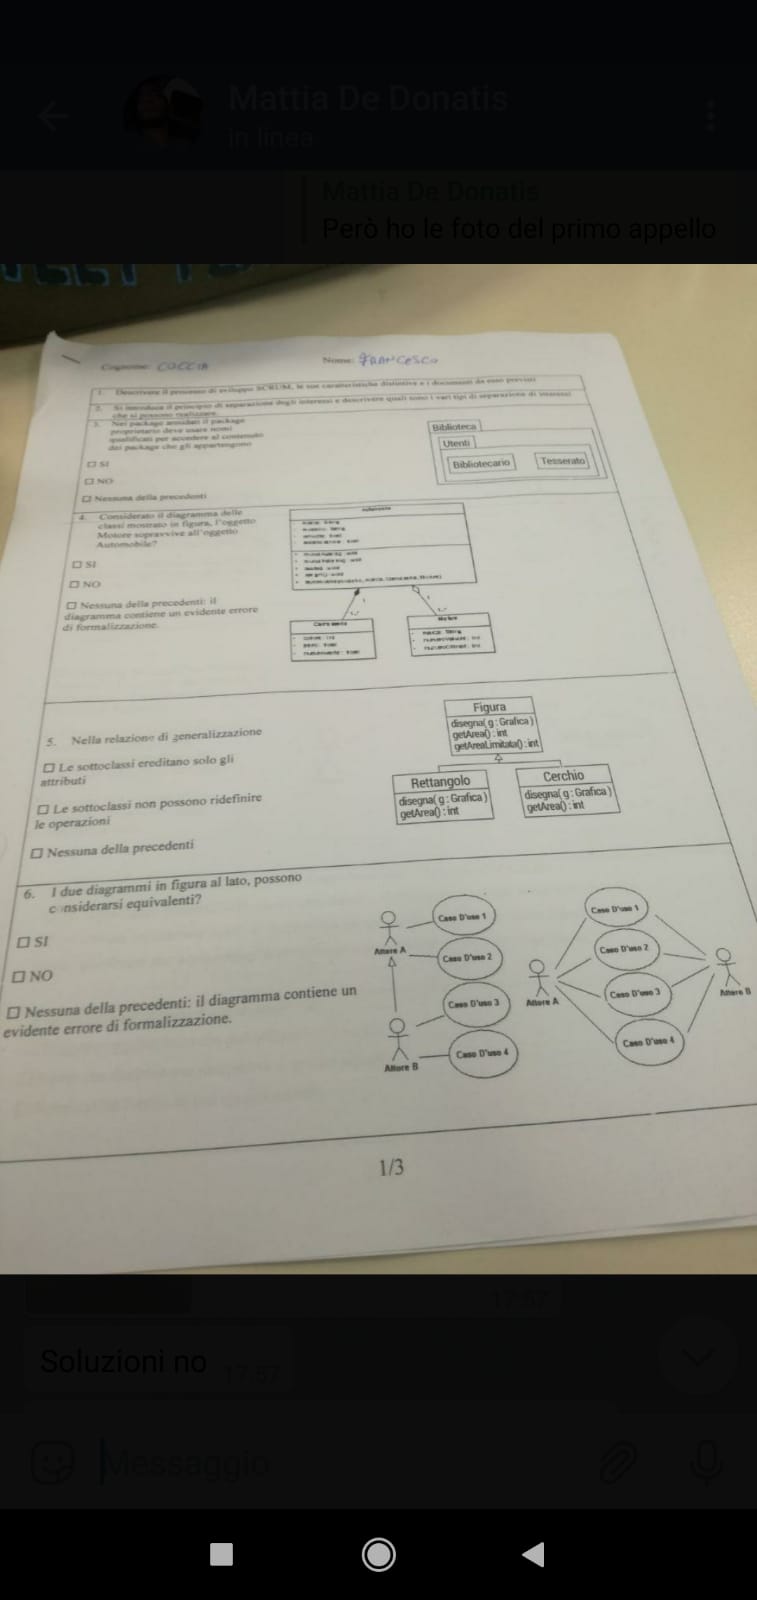 Mattia De Donatis
in linea
Mattia De Donatis
Però ho le foto del primo appello
Cognome: COCCIA Nome: FRANCESCO
1. Descrivere il processo di sviluppo SCRUM, le sue caratteristiche distintive e i documenti da esso previsti
2. Si introduca il principio di separazione degli interessi e descrivere quali sono i vari tipi di separazione di interessi
che si possono realizzare.
3. Nei package annidati il package
proprietario deve usare nomi
qualificati per accedere al contenuto
dei package che gli appartengono
☐ SI
☐ NO
☐ Nessuna della precedenti
Biblioteca
Utenti
Bibliotecario Tesserato
4. Considerato il diagramma delle
classi mostrato in figura, l'oggetto
Motore sopravvive all'oggetto
Automobile?
☐ SI
☐ NO
☐ Nessuna della precedenti: il
diagramma contiene un evidente errore
di formalizzazione.
Motore
5. Nella relazione di generalizzazione
☐ Le sottoclassi ereditano solo gli
attributi
☐ Le sottoclassi non possono ridefinire
le operazioni
☐ Nessuna della precedenti
Figura
disegna( g : Grafica )
getArea() : int
getAreaLimitata() : int
Rettangolo
disegna( g : Grafica )
getArea() : int
Cerchio
disegna( g : Grafica )
getArea() : int
6. I due diagrammi in figura al lato, possono
considerarsi equivalenti?
☐ SI
☐ NO
☐ Nessuna della precedenti: il diagramma contiene un
evidente errore di formalizzazione.
Caso D'uso 1
Attore A
Caso D'uso 2
Caso D'uso 3
Attore B
Caso D'uso 4
Caso D'uso 1
Caso D'uso 2
Attore A
Caso D'uso 3
Attore B
Caso D'uso 4
1/3
17:57
Soluzioni no 17:57
Messaggio